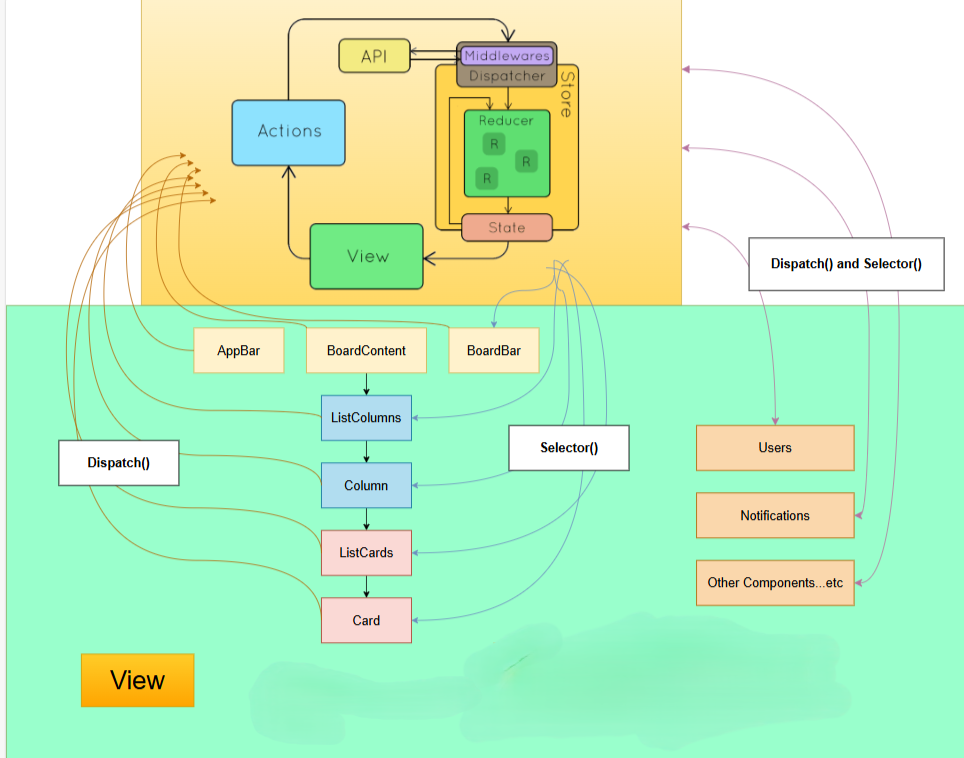 API
Middlewares
Dispatcher
Store
Actions
Reducer
R
R
R
State
View
Dispatch() and Selector()
AppBar
BoardContent
BoardBar
ListColumns
Dispatch()
Selector()
Users
Column
Notifications
ListCards
Other Components...etc
Card
View